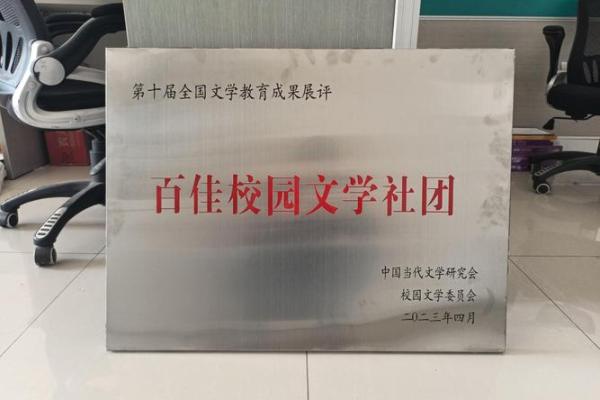 第十届全国文学教育成果展评
百佳校园文学社团
中国当代文学研究会
校园文学委员会
二〇二三年四月